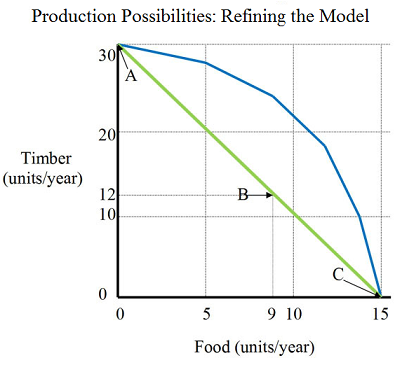 Production Possibilities: Refining the Model
30
A
20
Timber
(units/year)
12
B
10
C
0
0 5 9 10 15
Food (units/year)